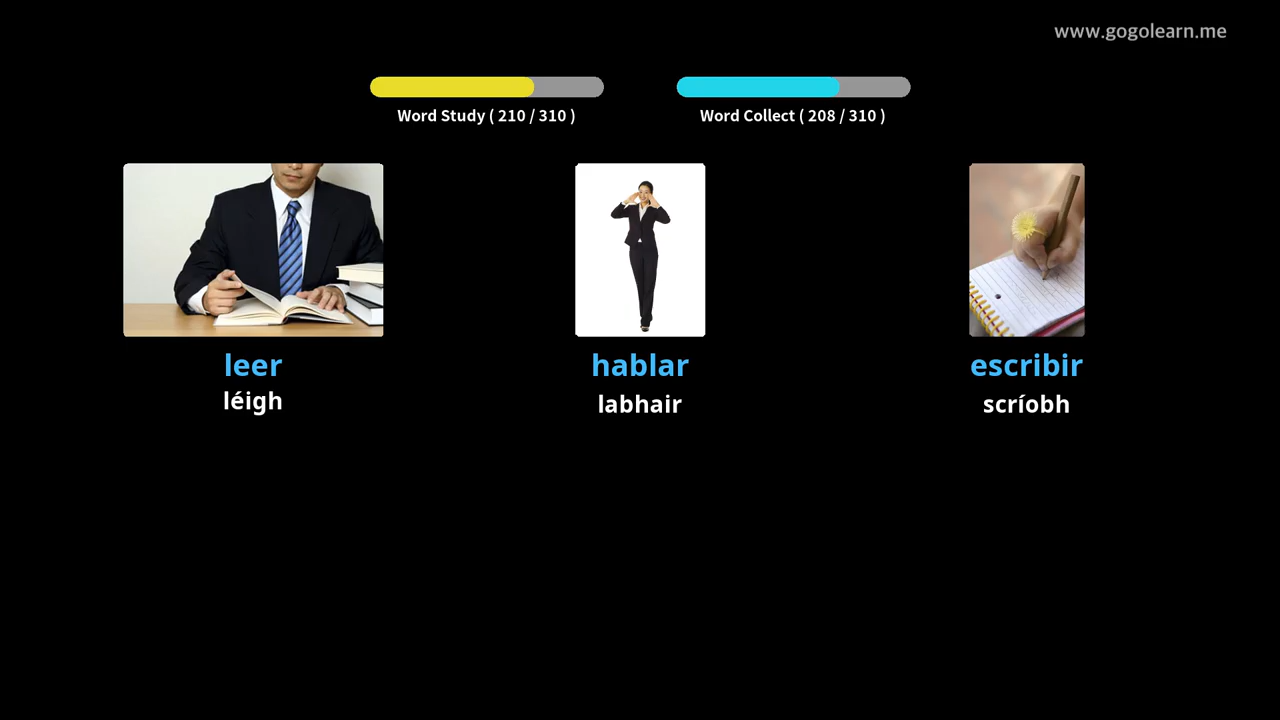 www.gogolearn.me
Word Study ( 210 / 310 )
Word Collect ( 208 / 310 )
leer
léigh
hablar
labhair
escribir
scríobh